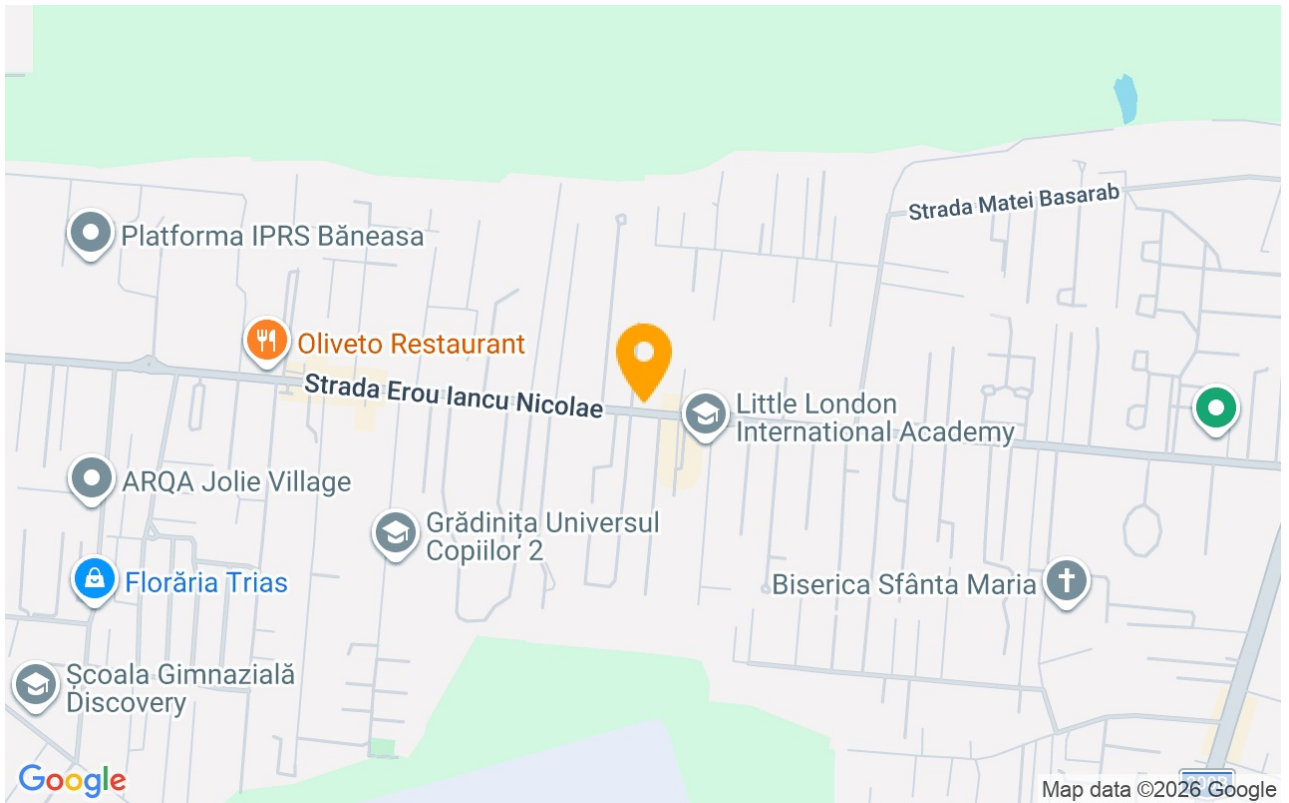 Strada Matei Basarab
Platforma IPRS Băneasa
Oliveto Restaurant
Strada Erou Iancu Nicolae
Little London
International Academy
ARQA Jolie Village
Grădinița Universul
Copiilor 2
Florăria Trias
Biserica Sfânta Maria
Școala Gimnazială
Discovery
Google
Map data ©2026 Google